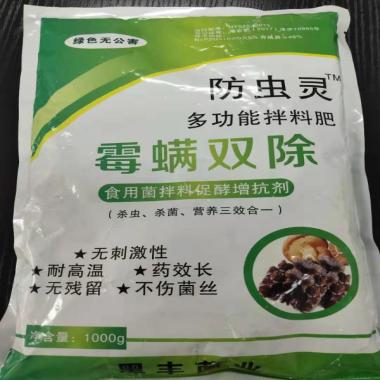 绿色无公害
防虫灵TM
多功能拌料肥
霉螨双除
食用菌拌料促酵增抗剂
(杀虫、杀菌、营养三效合一)
★无刺激性
★耐高温 ★药效长
★无残留 ★不伤菌丝
净含量：1000g